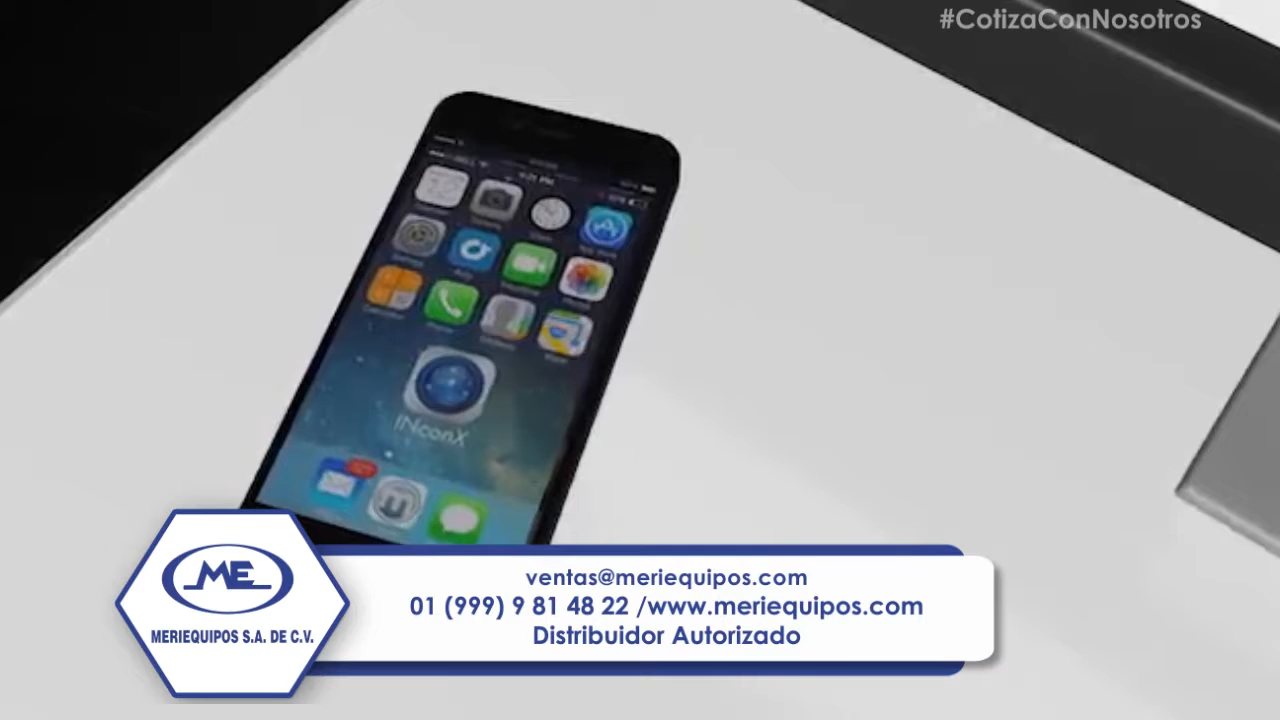 #CotizaConNosotros
INconX
ME
MERIEQUIPOS S.A. DE C.V.
ventas@meriequipos.com
01 (999) 9 81 48 22 /www.meriequipos.com
Distribuidor Autorizado